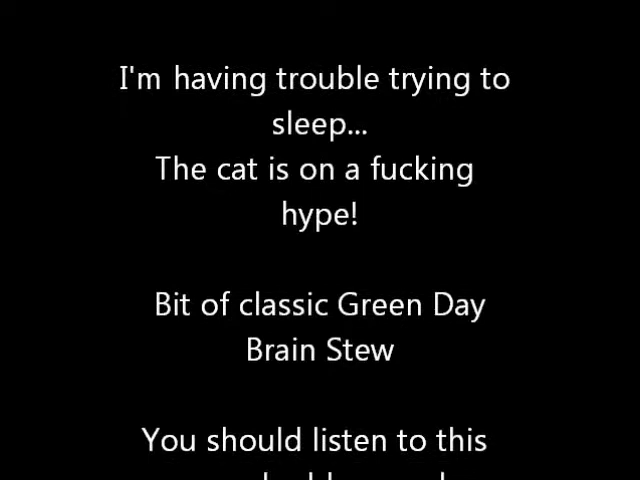 I'm having trouble trying to
sleep...
The cat is on a fucking
hype!
Bit of classic Green Day
Brain Stew
You should listen to this